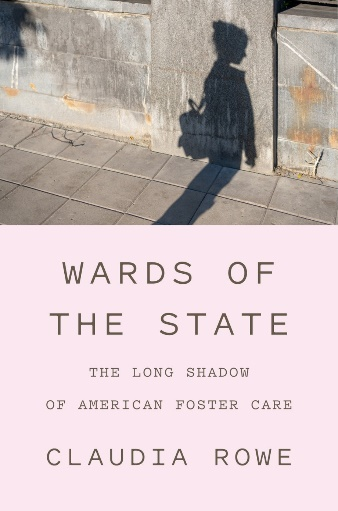 WARDS OF
THE STATE
THE LONG SHADOW
OF AMERICAN FOSTER CARE
CLAUDIA ROWE